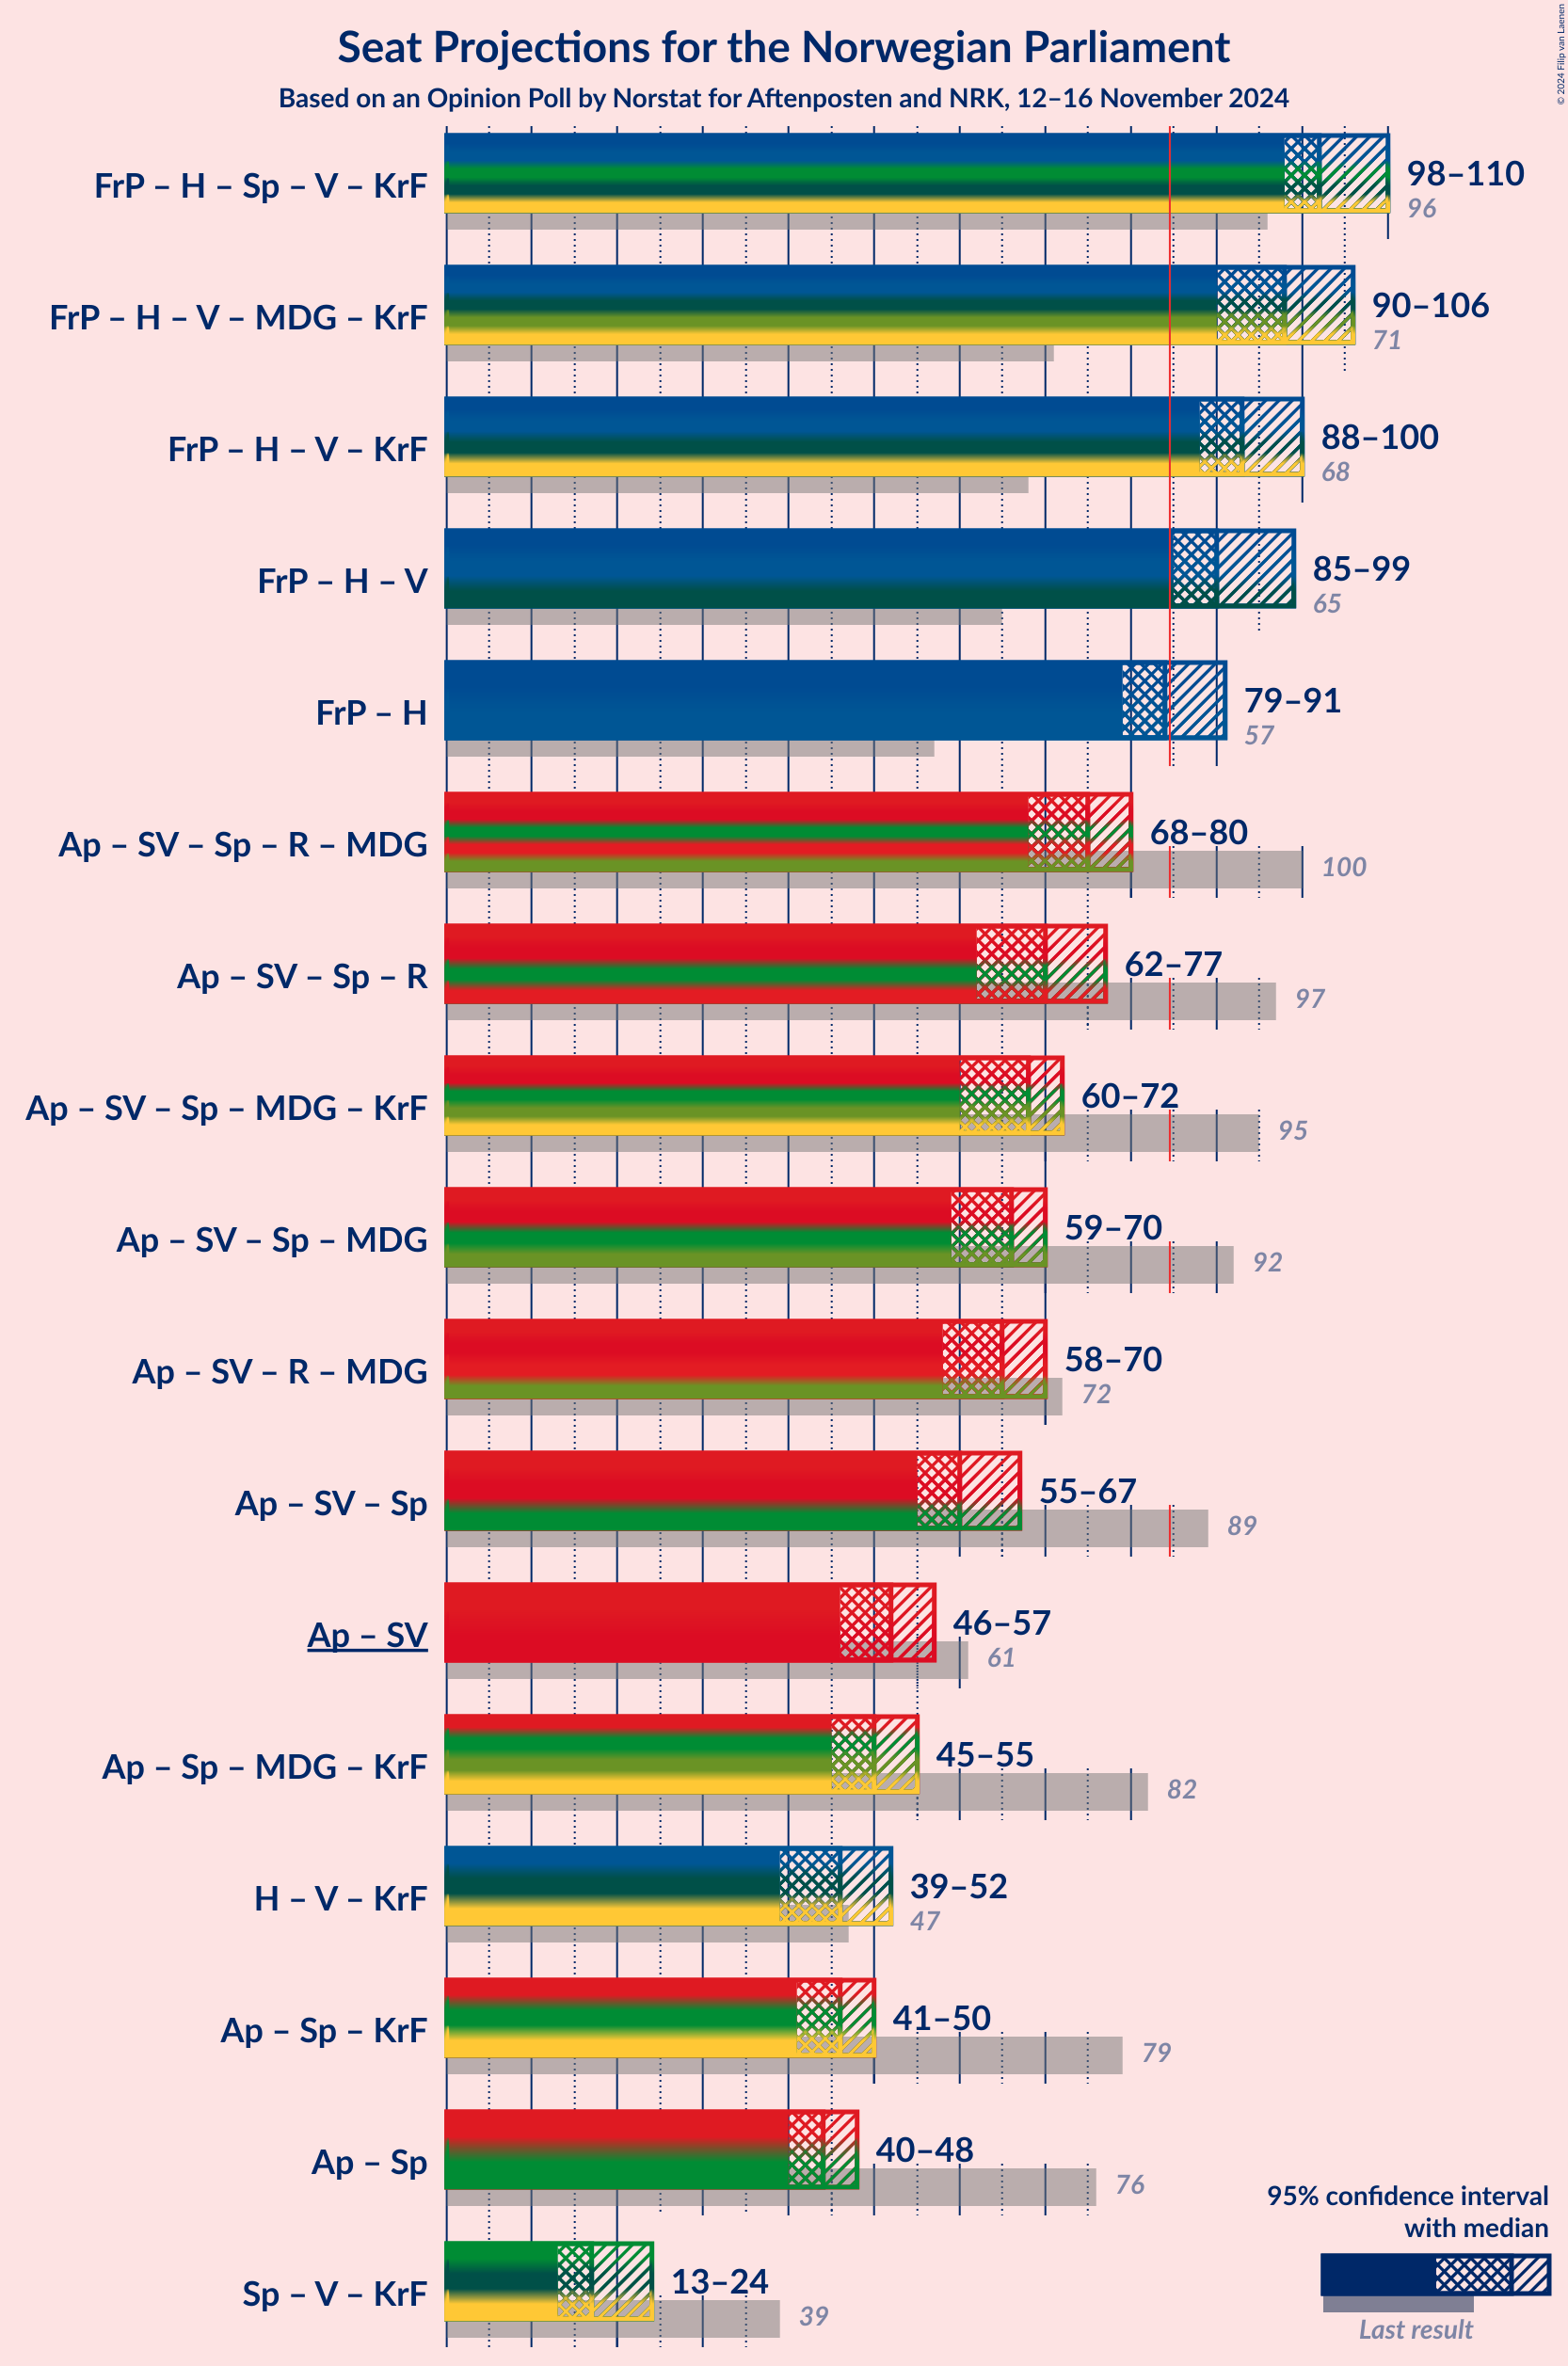 Seat Projections for the Norwegian Parliament
Based on an Opinion Poll by Norstat for Aftenposten and NRK, 12–16 November 2024
© 2024 Filip van Laenen
FrP – H – Sp – V – KrF
98–110
96
FrP – H – V – MDG – KrF
90–106
71
FrP – H – V – KrF
88–100
68
FrP – H – V
85–99
65
FrP – H
79–91
57
Ap – SV – Sp – R – MDG
68–80
100
Ap – SV – Sp – R
62–77
97
Ap – SV – Sp – MDG – KrF
60–72
95
Ap – SV – Sp – MDG
59–70
92
Ap – SV – R – MDG
58–70
72
Ap – SV – Sp
55–67
89
Ap – SV
46–57
61
Ap – Sp – MDG – KrF
45–55
82
H – V – KrF
39–52
47
Ap – Sp – KrF
41–50
79
Ap – Sp
40–48
76
Sp – V – KrF
13–24
39
95% confidence interval
with median
Last result